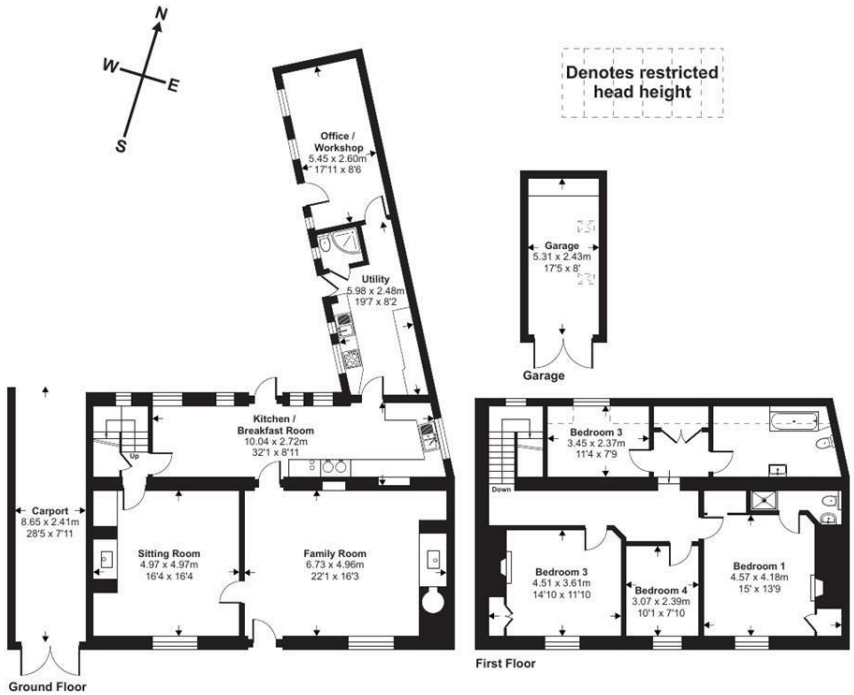 N
W
E
S
Denotes restricted
head height
Office /
Workshop
5.45 x 2.60m
17'11 x 8'6
Utility
5.98 x 2.48m
19'7 x 8'2
Garage
5.31 x 2.43m
17'5 x 8'
Garage
Kitchen /
Breakfast Room
10.04 x 2.72m
32'1 x 8'11
Up
Carport
8.65 x 2.41m
28'5 x 7'11
Sitting Room
4.97 x 4.97m
16'4 x 16'4
Family Room
6.73 x 4.96m
22'1 x 16'3
Ground Floor
Bedroom 3
3.45 x 2.37m
11'4 x 7'9
Down
Bedroom 3
4.51 x 3.61m
14'10 x 11'10
Bedroom 4
3.07 x 2.39m
10'1 x 7'10
Bedroom 1
4.57 x 4.18m
15' x 13'9
First Floor